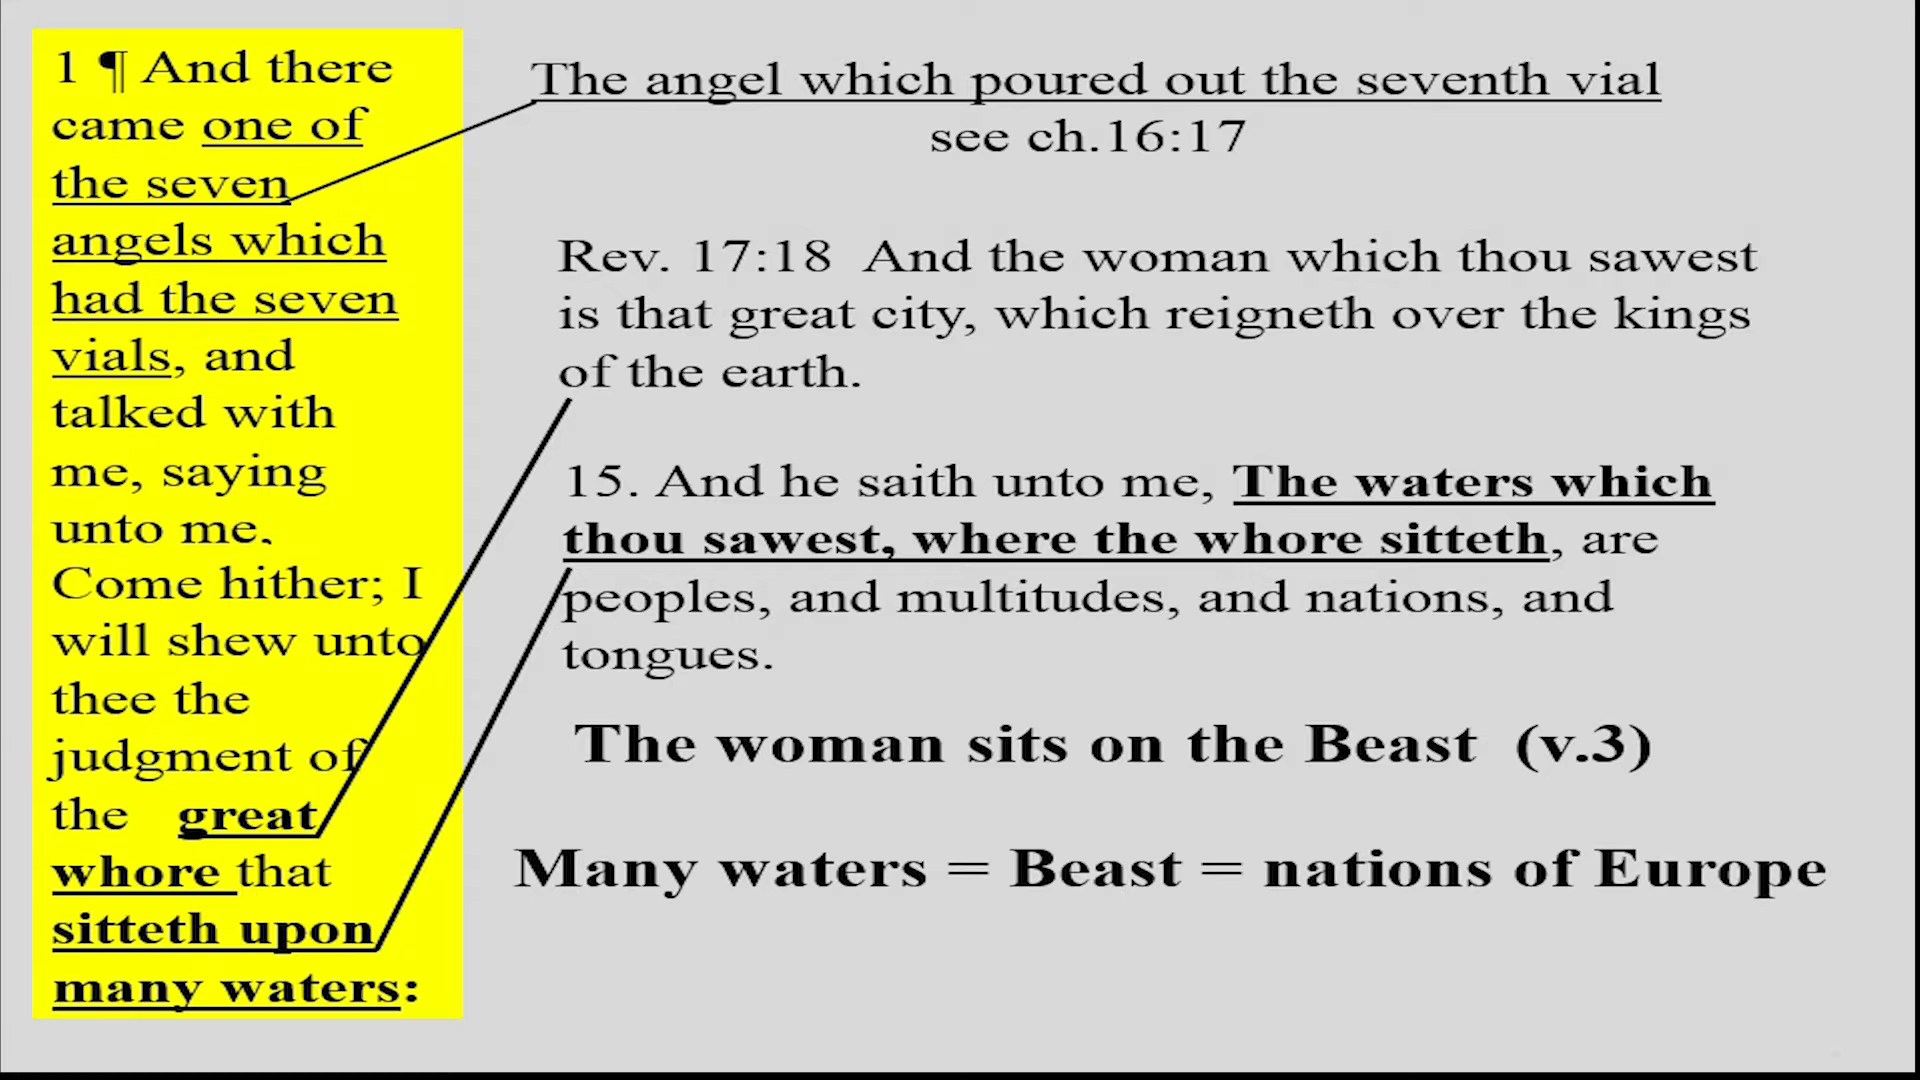 1 ¶ And there
came one of
the seven
angels which
had the seven
vials, and
talked with
me, saying
unto me,
Come hither; I
will shew unto
thee the
judgment of
the great
whore that
sitteth upon
many waters:
The angel which poured out the seventh vial
see ch.16:17
Rev. 17:18 And the woman which thou sawest
is that great city, which reigneth over the kings
of the earth.
15. And he saith unto me, The waters which
thou sawest, where the whore sitteth, are
peoples, and multitudes, and nations, and
tongues.
The woman sits on the Beast (v.3)
Many waters = Beast = nations of Europe